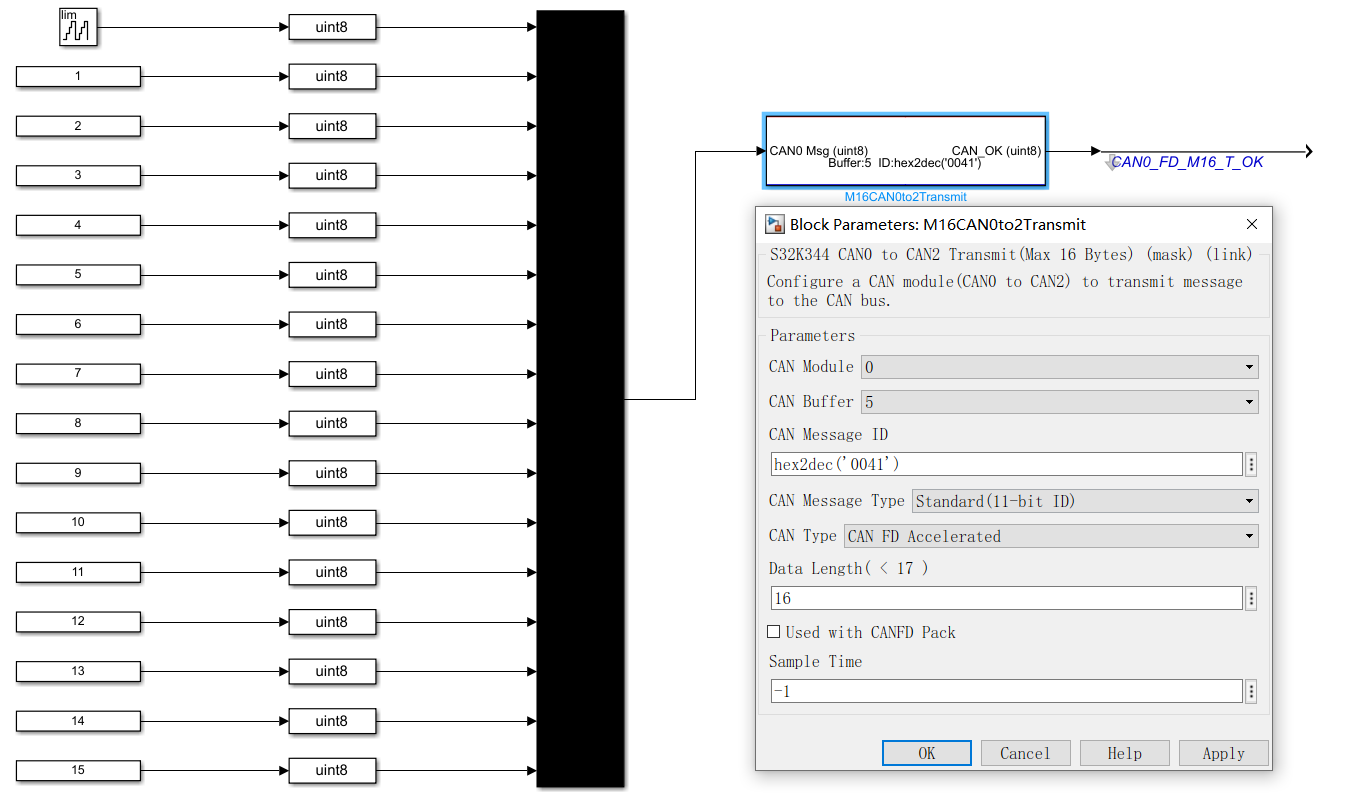 lim
uint8
1
uint8
2
uint8
3
uint8
4
uint8
5
uint8
6
uint8
7
uint8
8
uint8
9
uint8
10
uint8
11
uint8
12
uint8
13
uint8
14
uint8
15
uint8
CAN0 Msg (uint8)
CAN_OK (uint8)
Buffer:5 ID:hex2dec('0041')
M16CAN0to2Transmit
CAN0_FD_M16_T_OK
Block Parameters: M16CAN0to2Transmit
S32K344 CAN0 to CAN2 Transmit(Max 16 Bytes) (mask) (link)
Configure a CAN module(CAN0 to CAN2) to transmit message
to the CAN bus.
Parameters
CAN Module 0
CAN Buffer 5
CAN Message ID
hex2dec('0041')
CAN Message Type Standard(11-bit ID)
CAN Type CAN FD Accelerated
Data Length( < 17 )
16
Used with CANFD Pack
Sample Time
-1
OK Cancel Help Apply